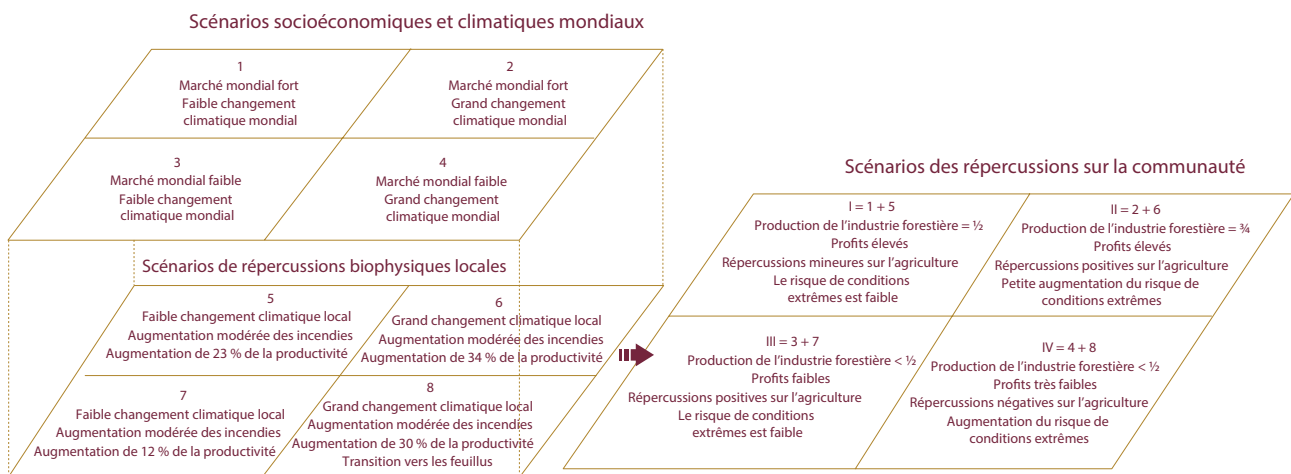 Scénarios socioéconomiques et climatiques mondiaux
1
Marché mondial fort
Faible changement
climatique mondial
2
Marché mondial fort
Grand changement
climatique mondial
3
Marché mondial faible
Faible changement
climatique mondial
4
Marché mondial faible
Grand changement
climatique mondial
Scénarios de répercussions biophysiques locales
5
Faible changement climatique local
Augmentation modérée des incendies
Augmentation de 23 % de la productivité
6
Grand changement climatique local
Augmentation modérée des incendies
Augmentation de 34 % de la productivité
7
Faible changement climatique local
Augmentation modérée des incendies
Augmentation de 12 % de la productivité
8
Grand changement climatique local
Augmentation modérée des incendies
Augmentation de 30 % de la productivité
Transition vers les feuillus
Scénarios des répercussions sur la communauté
I = 1 + 5
Production de l'industrie forestière = ½
Profits élevés
Répercussions mineures sur l'agriculture
Le risque de conditions
extrêmes est faible
II = 2 + 6
Production de l'industrie forestière = ¾
Profits élevés
Répercussions positives sur l'agriculture
Petite augmentation du risque de
conditions extrêmes
III = 3 + 7
Production de l'industrie forestière < ½
Profits faibles
Répercussions positives sur l'agriculture
Le risque de conditions
extrêmes est faible
IV = 4 + 8
Production de l'industrie forestière < ½
Profits très faibles
Répercussions négatives sur l'agriculture
Augmentation du risque de
conditions extrêmes